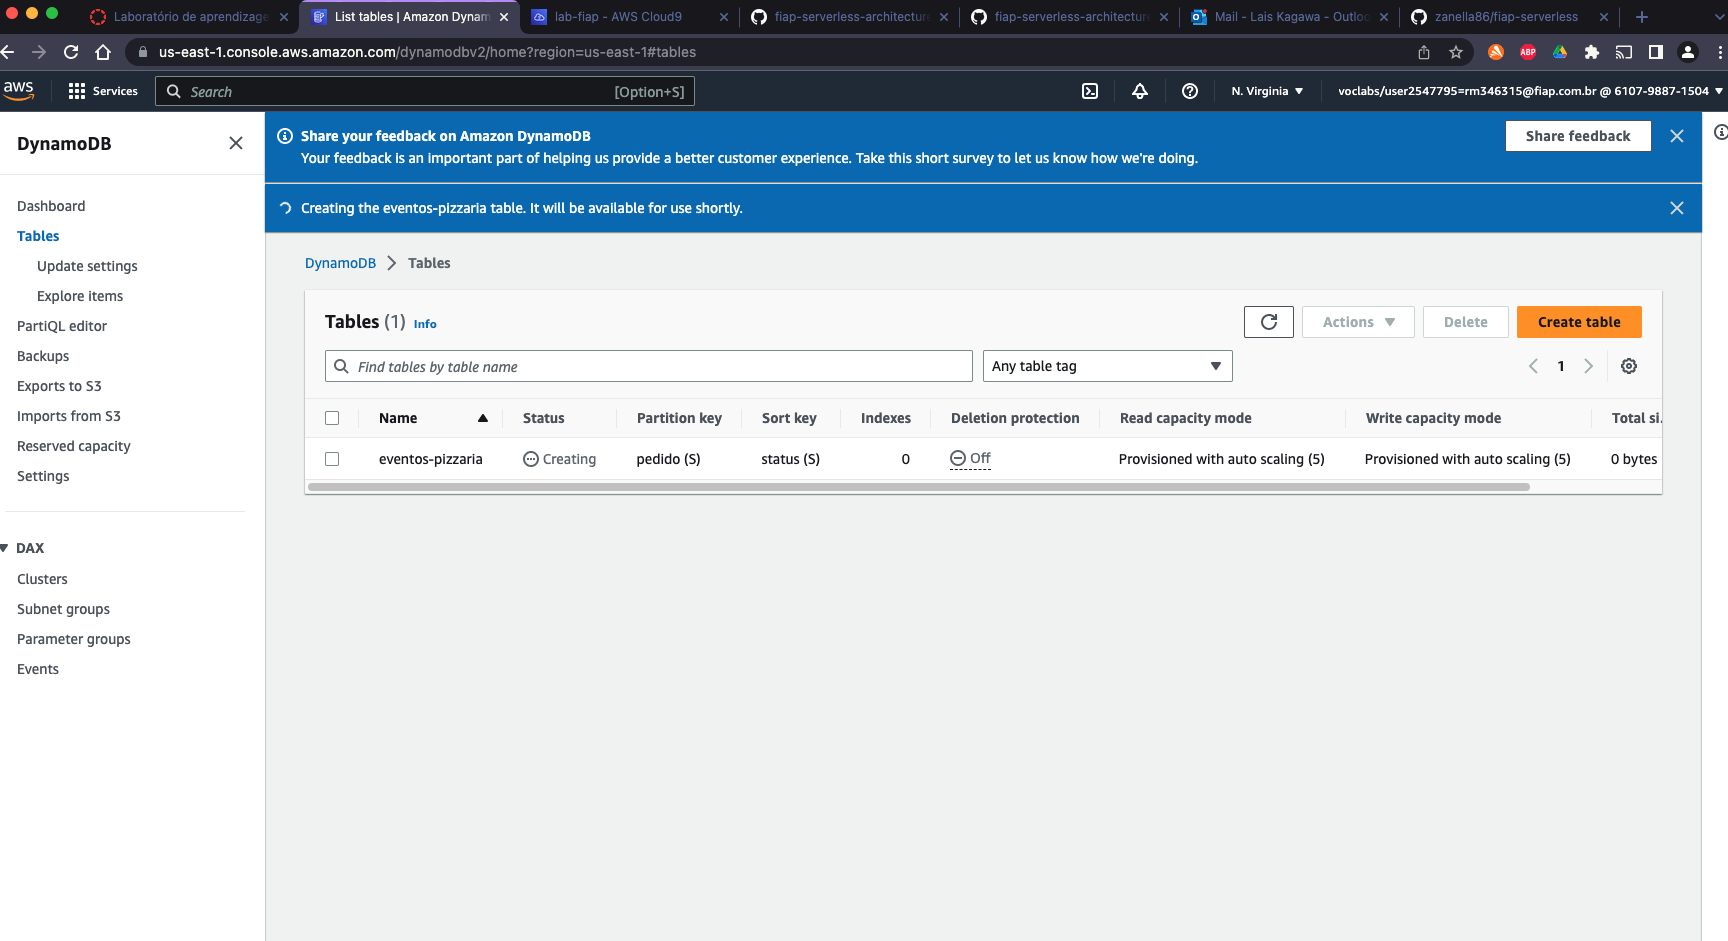 Laboratório de aprendizage
List tables | Amazon Dynam
lab-fiap - AWS Cloud9
fiap-serverless-architectur
fiap-serverless-architectur
Mail - Lais Kagawa - Outloo
zanella86/fiap-serverless
us-east-1.console.aws.amazon.com/dynamodbv2/home?region=us-east-1#tables
ABP
aws
Services
Search
[Option+S]
N. Virginia
voclabs/user2547795=rm346315@fiap.com.br @ 6107-9887-1504
DynamoDB
Dashboard
Tables
Update settings
Explore items
PartiQL editor
Backups
Exports to S3
Imports from S3
Reserved capacity
Settings
DAX
Clusters
Subnet groups
Parameter groups
Events
Share your feedback on Amazon DynamoDB
Your feedback is an important part of helping us provide a better customer experience. Take this short survey to let us know how we're doing.
Share feedback
Creating the eventos-pizzaria table. It will be available for use shortly.
DynamoDB > Tables
Tables (1) Info
Actions
Delete
Create table
Find tables by table name
Any table tag
1
Name Status Partition key Sort key Indexes Deletion protection Read capacity mode Write capacity mode Total si.
eventos-pizzaria Creating pedido (S) status (S) 0 Off Provisioned with auto scaling (5) Provisioned with auto scaling (5) 0 bytes